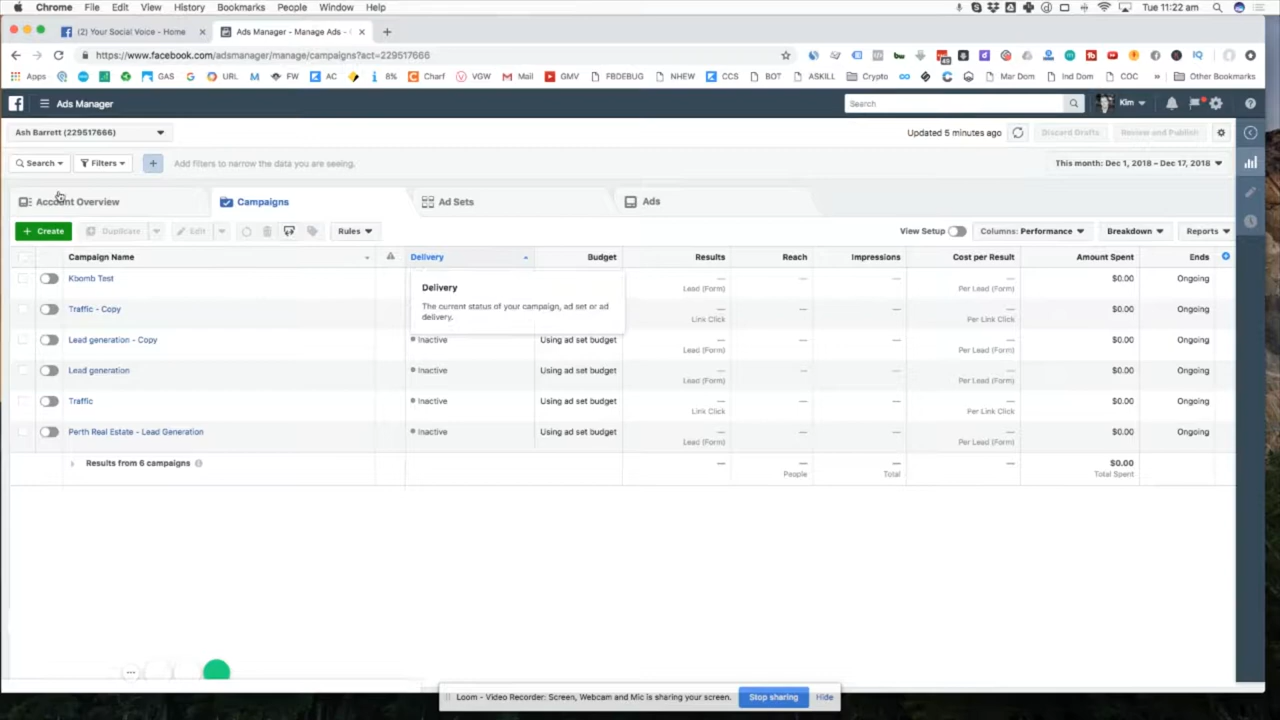 Chrome File Edit View History Bookmarks People Window Help Tue 11:22 am
(2) Your Social Voice - Home Ads Manager - Manage Ads - C
https://www.facebook.com/adsmanager/manage/campaigns?act=229517666
Apps GAS URL FW AC 8% Charf VGW Mail GMV FBDEBUG NHEW CCS BOT ASKILL Crypto Mar Dom Ind Dom COC » Other Bookmarks
Ads Manager Search Kim
Ash Barrett (229517666) Updated 5 minutes ago Discard Drafts Review and Publish
Search Filters + Add filters to narrow the data you are seeing. This month: Dec 1, 2018 – Dec 17, 2018
Account Overview Campaigns Ad Sets Ads
+ Create Duplicate Edit Rules View Setup Columns: Performance Breakdown Reports
Campaign Name Delivery Budget Results Reach Impressions Cost per Result Amount Spent Ends
Kbomb Test — — — — $0.00 Ongoing
Lead (Form) Per Lead (Form)
Delivery
The current status of your campaign, ad set or ad
delivery.
Traffic - Copy — — — — $0.00 Ongoing
Link Click Per Link Click
Lead generation - Copy Inactive Using ad set budget — — — — $0.00 Ongoing
Lead (Form) Per Lead (Form)
Lead generation Inactive Using ad set budget — — — — $0.00 Ongoing
Lead (Form) Per Lead (Form)
Traffic Inactive Using ad set budget — — — — $0.00 Ongoing
Link Click Per Link Click
Perth Real Estate - Lead Generation Inactive Using ad set budget — — — — $0.00 Ongoing
Lead (Form) Per Lead (Form)
Results from 6 campaigns — — — — $0.00
People Total Total Spent
Loom - Video Recorder: Screen, Webcam and Mic is sharing your screen. Stop sharing Hide